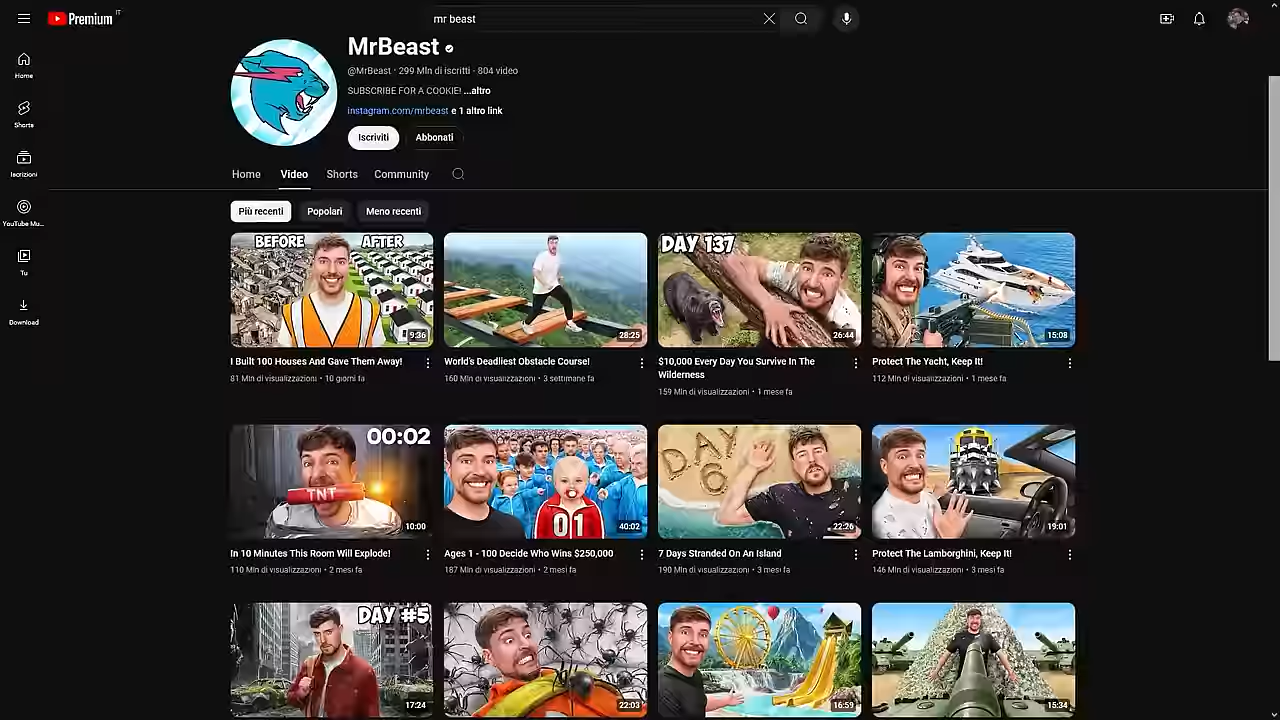 Premium IT
mr beast
Home
Shorts
Iscrizioni
YouTube Mu...
Tu
Download
MrBeast
@MrBeast · 299 Mln di iscritti · 804 video
SUBSCRIBE FOR A COOKIE! ...altro
instagram.com/mrbeast e 1 altro link
Iscriviti Abbonati
Home Video Shorts Community
Più recenti Popolari Meno recenti
BEFORE AFTER
9:36
28:25
DAY 137
26:44
15:08
I Built 100 Houses And Gave Them Away!
81 Mln di visualizzazioni · 10 giorni fa
World's Deadliest Obstacle Course!
160 Mln di visualizzazioni · 3 settimane fa
$10,000 Every Day You Survive In The
Wilderness
159 Mln di visualizzazioni · 1 mese fa
Protect The Yacht, Keep It!
112 Mln di visualizzazioni · 1 mese fa
00:02
TNT
10:00
01
40:02
DAY
6
22:26
19:01
In 10 Minutes This Room Will Explode!
110 Mln di visualizzazioni · 2 mesi fa
Ages 1 - 100 Decide Who Wins $250,000
187 Mln di visualizzazioni · 2 mesi fa
7 Days Stranded On An Island
190 Mln di visualizzazioni · 3 mesi fa
Protect The Lamborghini, Keep It!
146 Mln di visualizzazioni · 3 mesi fa
DAY #5
17:24
22:03
16:59
15:34